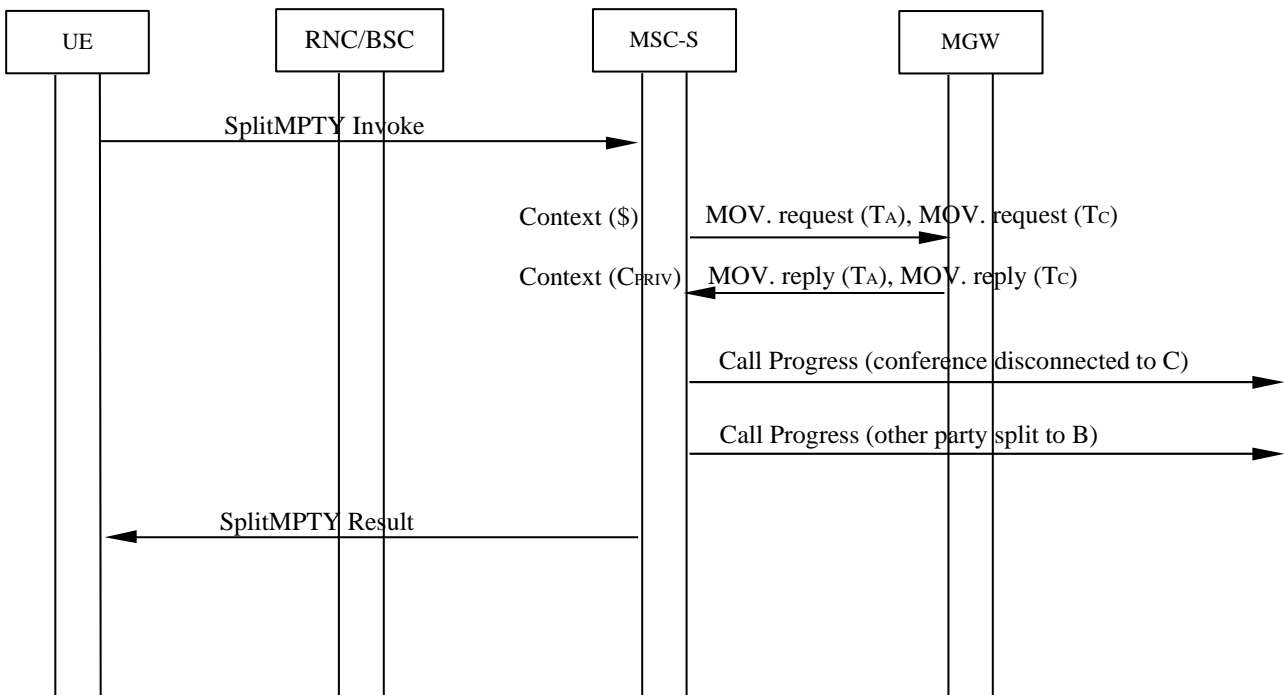 UE
RNC/BSC
MSC-S
MGW
SplitMPTY Invoke
Context ($) MOV. request (TA), MOV. request (TC)
Context (CPRIV) MOV. reply (TA), MOV. reply (TC)
Call Progress (conference disconnected to C)
Call Progress (other party split to B)
SplitMPTY Result